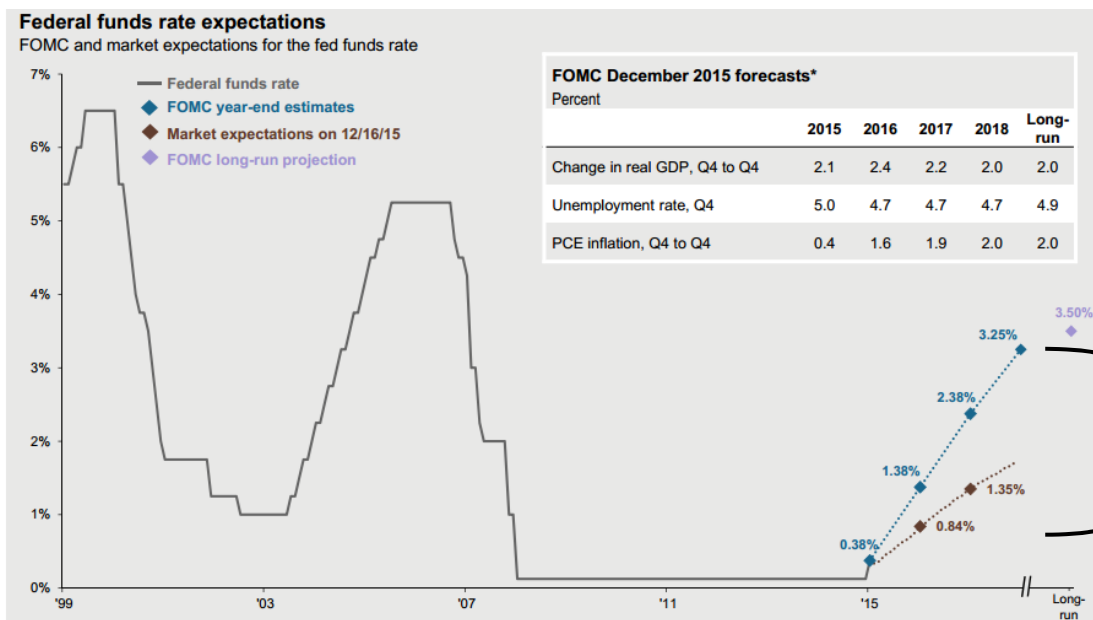 Federal funds rate expectations
FOMC and market expectations for the fed funds rate
7%
6%
5%
4%
3%
2%
1%
0%
Federal funds rate
FOMC year-end estimates
Market expectations on 12/16/15
FOMC long-run projection
FOMC December 2015 forecasts*
Percent
2015 2016 2017 2018 Long-run
Change in real GDP, Q4 to Q4 2.1 2.4 2.2 2.0 2.0
Unemployment rate, Q4 5.0 4.7 4.7 4.7 4.9
PCE inflation, Q4 to Q4 0.4 1.6 1.9 2.0 2.0
3.50%
3.25%
2.38%
1.38%
1.35%
0.84%
0.38%
'99 '03 '07 '11 '15 Long-run